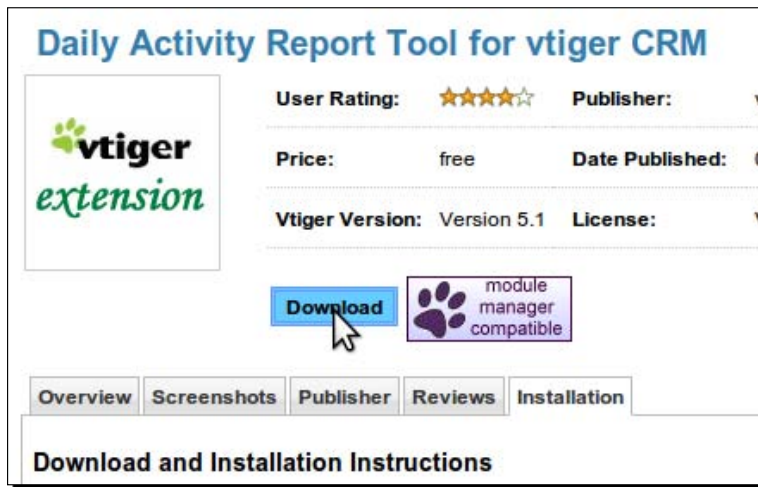 Daily Activity Report Tool for vtiger CRM
vtiger
extension
User Rating:
Publisher:
Price:
free
Date Published:
Vtiger Version:
Version 5.1
License:
Download
module
manager
compatible
Overview
Screenshots
Publisher
Reviews
Installation
Download and Installation Instructions